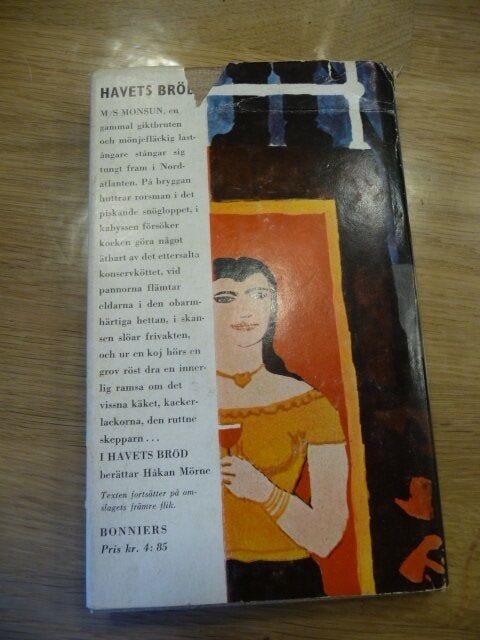 HAVETS BRÖD
M/S MONSUN, en
gammal giktbruten
och mönjefläckig last-
ångare stångar sig
tungt fram i Nord-
atlanten. På bryggan
huttrar rorsman i det
piskande snögloppet, i
kabyssen försöker
kocken göra något
ätbart av det ettersalta
konservköttet, vid
pannorna flämtar
eldarna i den obarm-
härtiga hettan, i skan-
sen slöar frivakten,
och ur en koj hörs en
grov röst dra en inner-
lig ramsa om det
vissna käket, kacker-
lackorna, den ruttne
skepparn . . .
I HAVETS BRÖD
berättar Håkan Mörne
Texten fortsätter på om-
slagets främre flik.
BONNIERS
Pris kr. 4: 85